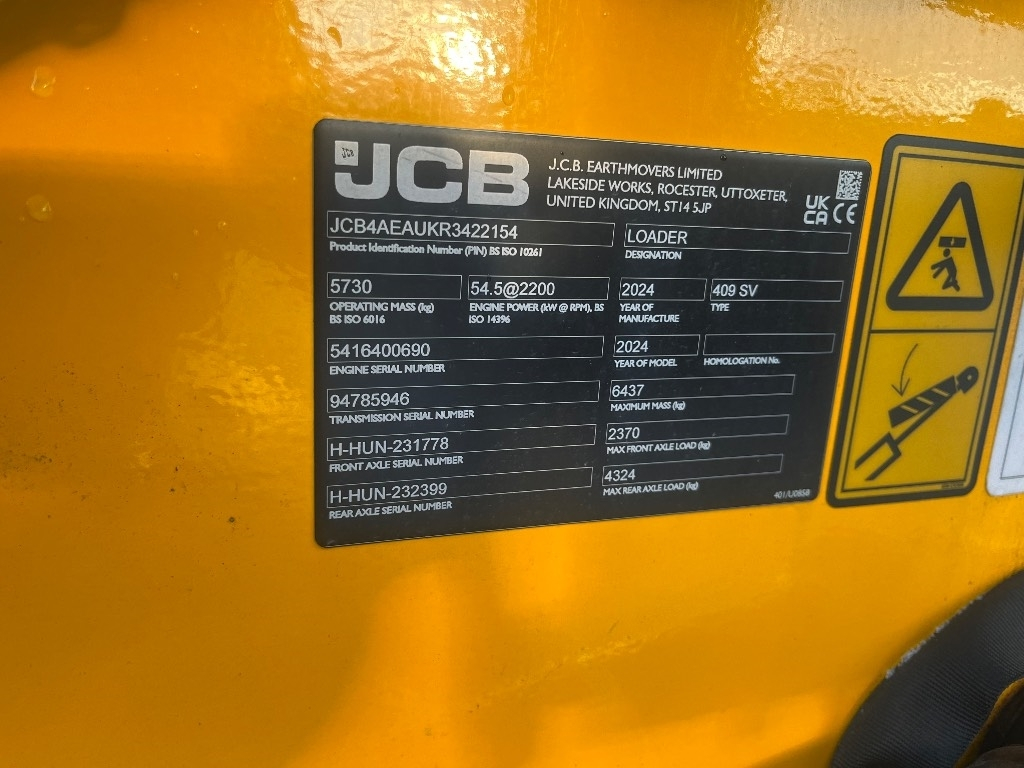 JCB JCB
J.C.B. EARTHMOVERS LIMITED
LAKESIDE WORKS, ROCESTER, UTTOXETER,
UNITED KINGDOM, ST14 5JP
UK
CA CE
JCB4AEAUKR3422154
Product Identification Number (PIN) BS ISO 10261
LOADER
DESIGNATION
5730
OPERATING MASS (kg)
BS ISO 6016
54.5@2200
ENGINE POWER (kW @ RPM), BS
ISO 14396
2024
YEAR OF
MANUFACTURE
409 SV
TYPE
5416400690
ENGINE SERIAL NUMBER
2024
YEAR OF MODEL
HOMOLOGATION No.
94785946
TRANSMISSION SERIAL NUMBER
6437
MAXIMUM MASS (kg)
H-HUN-231778
FRONT AXLE SERIAL NUMBER
2370
MAX FRONT AXLE LOAD (kg)
H-HUN-232399
REAR AXLE SERIAL NUMBER
4324
MAX REAR AXLE LOAD (kg)
401/U0858